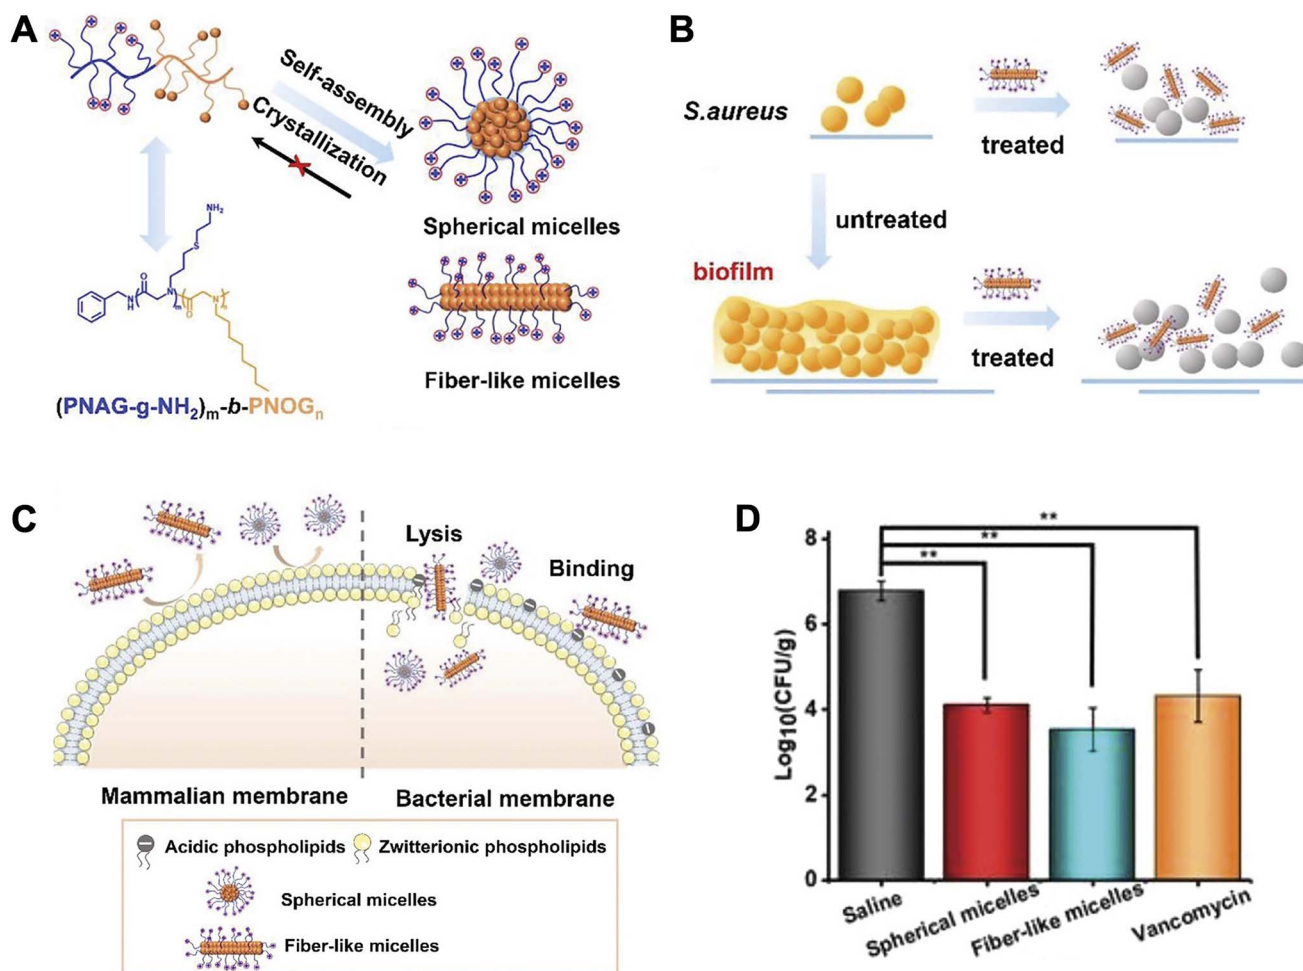 A
Self-assembly
Crystallization
Spherical micelles
Fiber-like micelles
NH₂
S
O
N
H
N
m
O
N
n
(PNAG-g-NH₂)ₘ-b-PNOGₙ
B
S.aureus
treated
untreated
biofilm
treated
C
Lysis
Binding
Mammalian membrane
Bacterial membrane
Acidic phospholipids
Zwitterionic phospholipids
Spherical micelles
Fiber-like micelles
D
**
**
**
Log₁₀(CFU/g)
8
6
4
2
0
Saline
Spherical micelles
Fiber-like micelles
Vancomycin